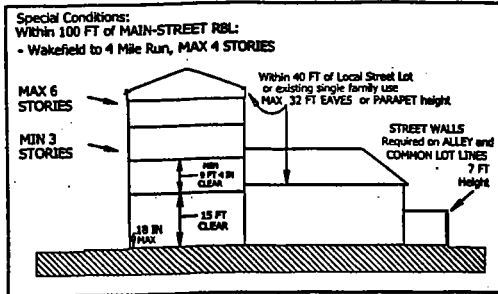 Special Conditions:
Within 100 FT of MAIN-STREET RBL:
- Wakefield to 4 Mile Run, MAX 4 STORIES
MAX 6
STORIES
MIN 3
STORIES
Within 40 FT of Local Street Lot
or existing single family use
MAX 32 FT EAVES or PARAPET height
STREET WALLS
Required on ALLEY and
COMMON LOT LINES
7 FT
Height
MIN
9 FT 4 IN
CLEAR
15 FT
CLEAR
18 IN
MAX